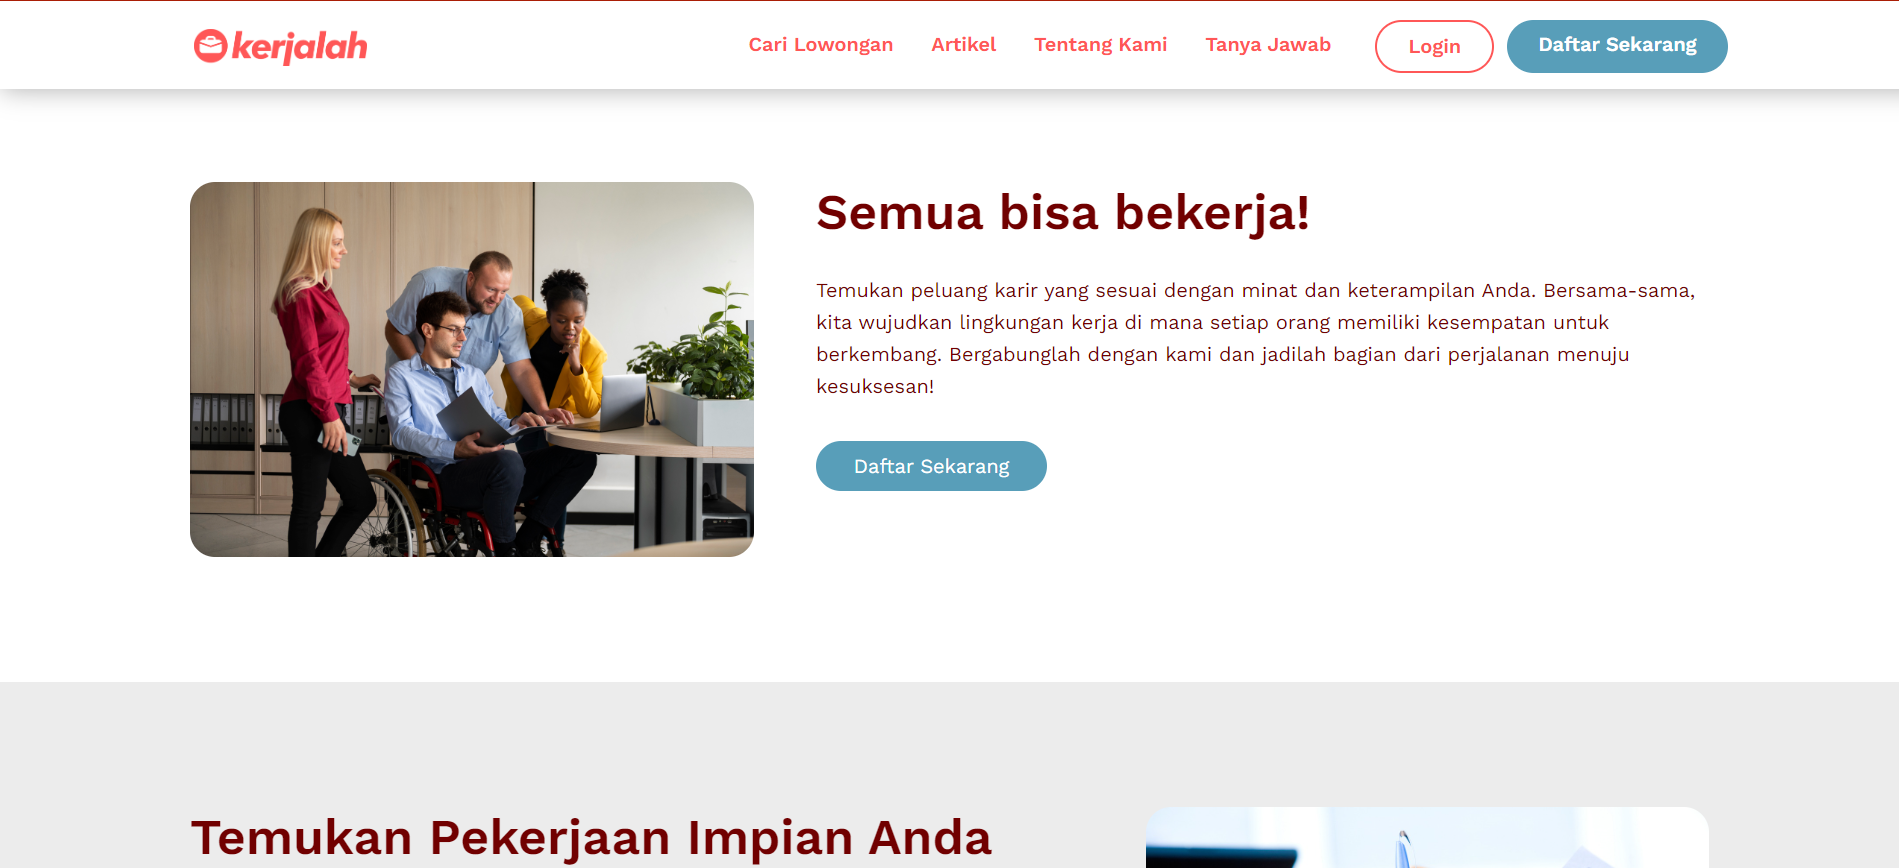 kerjalah
Cari Lowongan
Artikel
Tentang Kami
Tanya Jawab
Login
Daftar Sekarang
Semua bisa bekerja!
Temukan peluang karir yang sesuai dengan minat dan keterampilan Anda. Bersama-sama,
kita wujudkan lingkungan kerja di mana setiap orang memiliki kesempatan untuk
berkembang. Bergabunglah dengan kami dan jadilah bagian dari perjalanan menuju
kesuksesan!
Daftar Sekarang
Temukan Pekerjaan Impian Anda